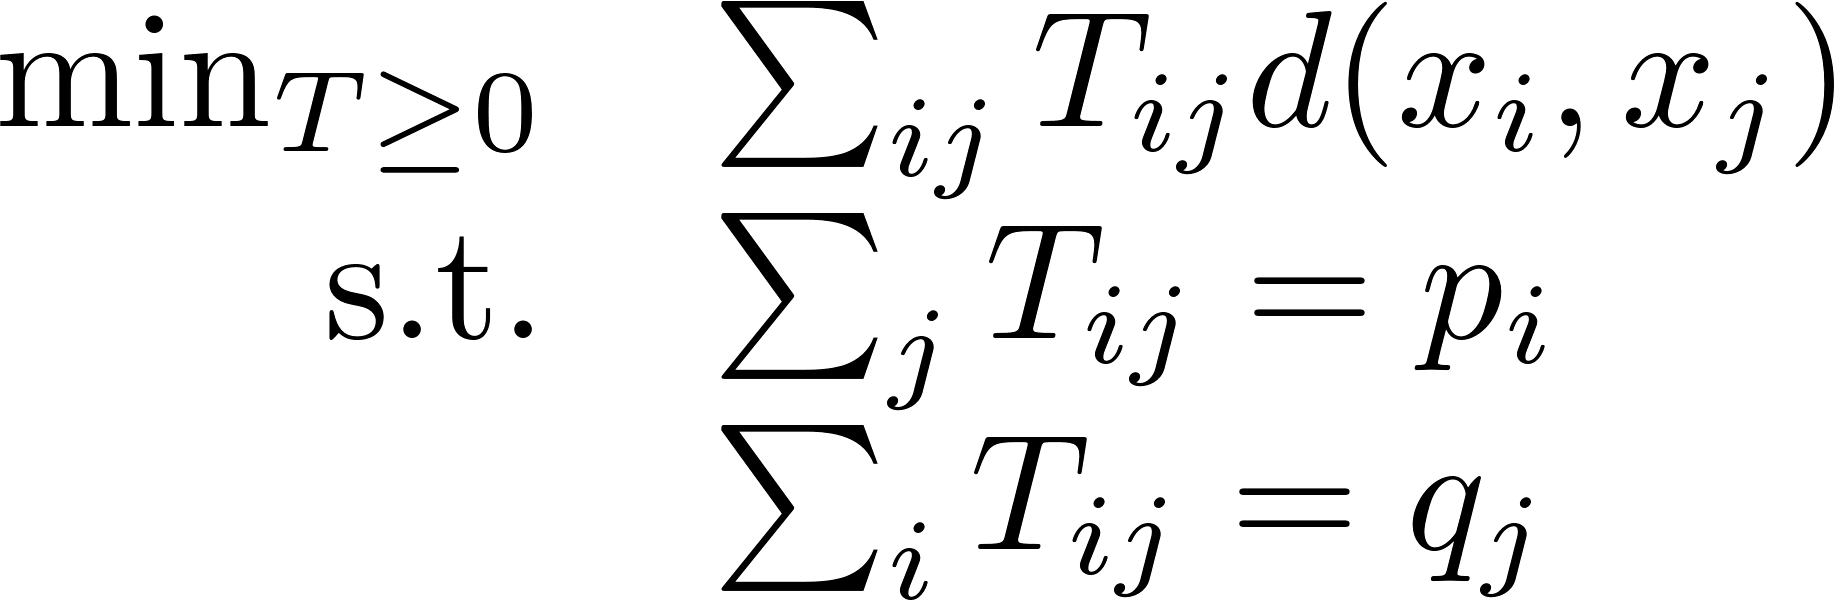 min_{T≥0} ∑_{ij} T_{ij} d(x_i, x_j)
s.t. ∑_j T_{ij} = p_i
∑_i T_{ij} = q_j